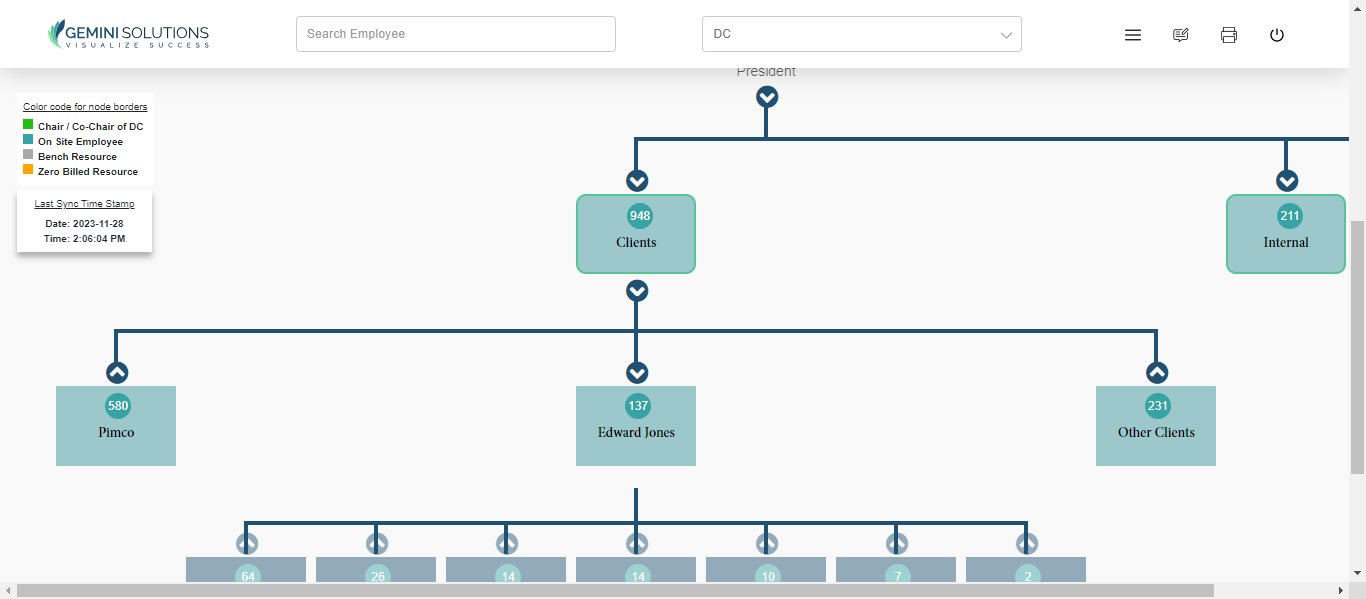 GEMINI SOLUTIONS
VISUALIZE SUCCESS
Search Employee
DC
President
Color code for node borders
Chair / Co-Chair of DC
On Site Employee
Bench Resource
Zero Billed Resource
Last Sync Time Stamp
Date: 2023-11-28
Time: 2:06:04 PM
948
Clients
211
Internal
580
Pimco
137
Edward Jones
231
Other Clients
64
26
14
14
10
7
2